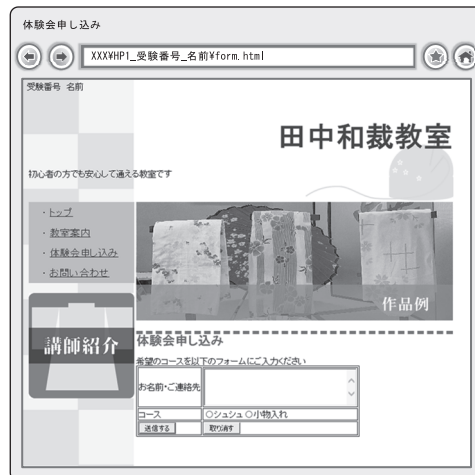 体験会申し込み
XXX¥HP1_受験番号_名前¥form.html
受験番号 名前
田中和裁教室
初心者の方でも安心して通える教室です
・トップ
・教室案内
・体験会申し込み
・お問い合わせ
作品例
講師紹介
体験会申し込み
希望のコースを以下のフォームにご入力ください
お名前・ご連絡先
コース ○シュシュ ○小物入れ
送信する 取り消す